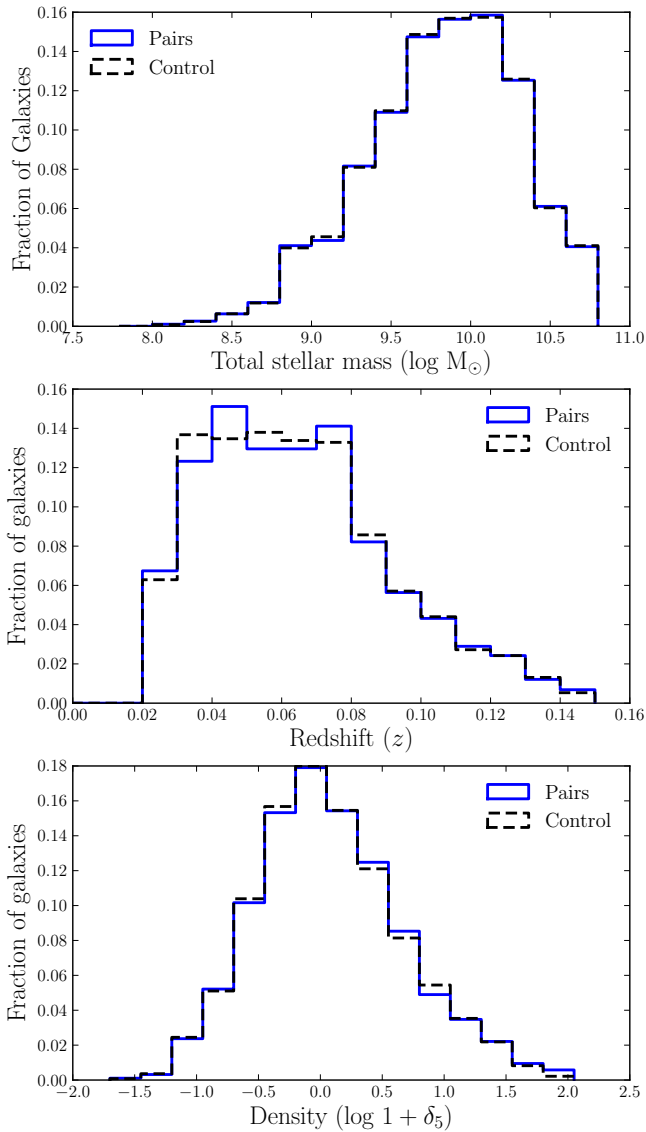 0.16
0.14
0.12
0.10
0.08
0.06
0.04
0.02
0.00
Fraction of Galaxies
Pairs
Control
7.5 8.0 8.5 9.0 9.5 10.0 10.5 11.0
Total stellar mass (log M⊙)
0.16
0.14
0.12
0.10
0.08
0.06
0.04
0.02
0.00
Fraction of galaxies
Pairs
Control
0.00 0.02 0.04 0.06 0.08 0.10 0.12 0.14 0.16
Redshift (z)
0.18
0.16
0.14
0.12
0.10
0.08
0.06
0.04
0.02
0.00
Fraction of galaxies
Pairs
Control
−2.0 −1.5 −1.0 −0.5 0.0 0.5 1.0 1.5 2.0 2.5
Density (log 1 + δ₅)